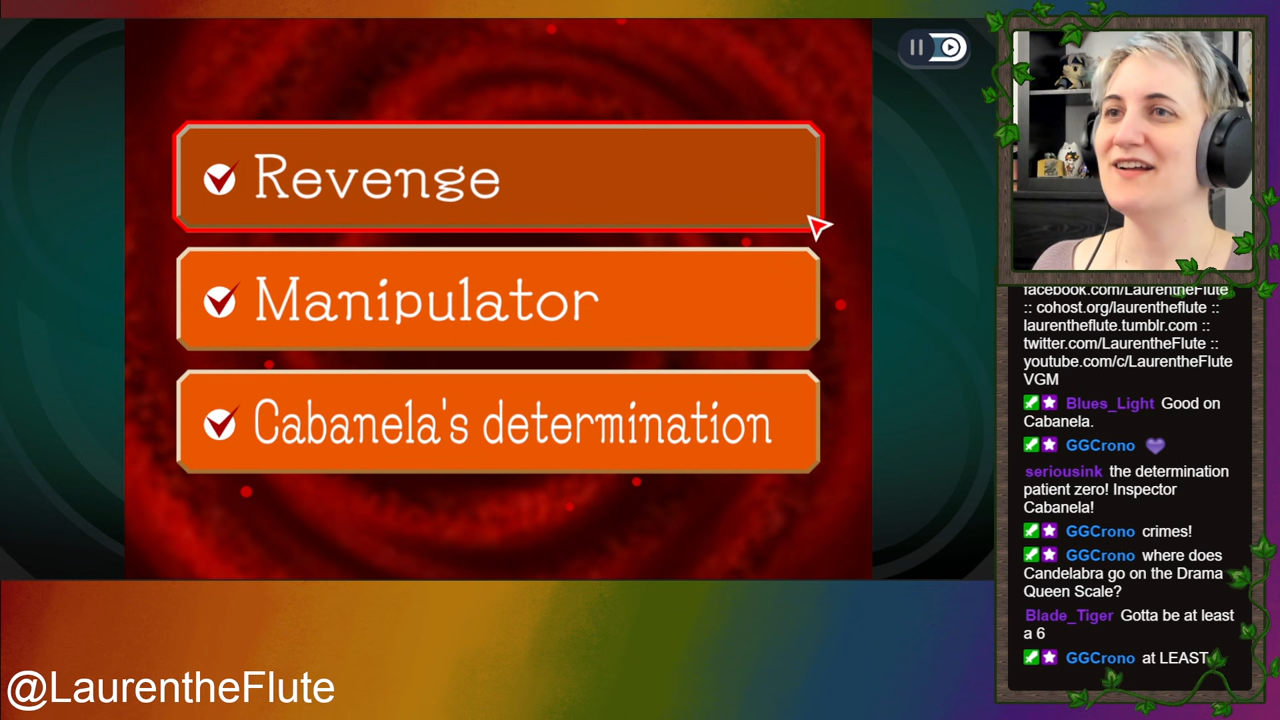 Revenge
Manipulator
Cabanela's determination
@LaurentheFlute
facebook.com/LaurentheFlute
:: cohost.org/laurentheflute ::
laurentheflute.tumblr.com ::
twitter.com/LaurentheFlute ::
youtube.com/c/LaurentheFlute
VGM
Blues_Light Good on
Cabanela.
GGCrono
seriousink the determination
patient zero! Inspector
Cabanela!
GGCrono crimes!
GGCrono where does
Candelabra go on the Drama
Queen Scale?
Blade_Tiger Gotta be at least
a 6
GGCrono at LEAST